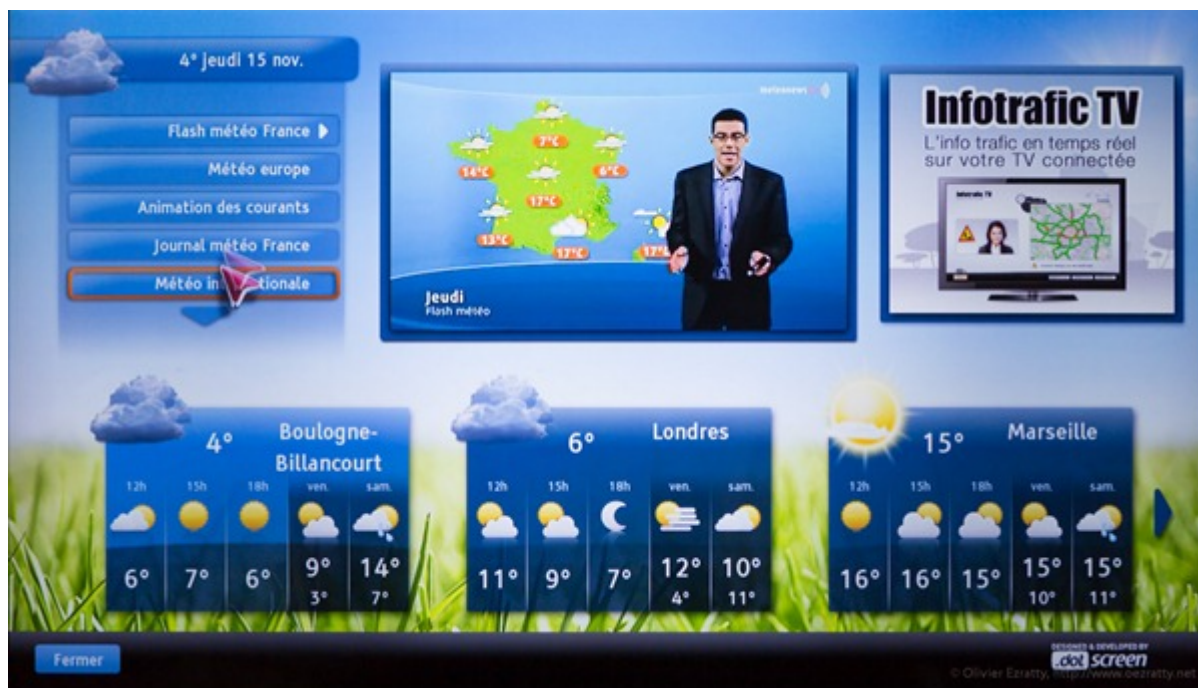 4° jeudi 15 nov.
Flash météo France
Météo europe
Animation des courants
Journal météo France
Météo in tionale
7°C
14°C
6°C
17°C
13°C
17°C
17°C
Jeudi
Flash météo
Infotrafic TV
L'info trafic en temps réel
sur votre TV connectée
Infotrafic TV
4° Boulogne-
Billancourt
12h 15h 18h ven. sam.
6° 7° 6° 9° 14°
3° 7°
6° Londres
12h 15h 18h ven. sam.
11° 9° 7° 12° 10°
4° 11°
15° Marseille
12h 15h 18h ven. sam.
16° 16° 15° 15° 15°
10° 11°
Fermer
DESIGNED & DEVELOPED BY
.dot screen
© Olivier Ezratty, http://www.oezratty.net